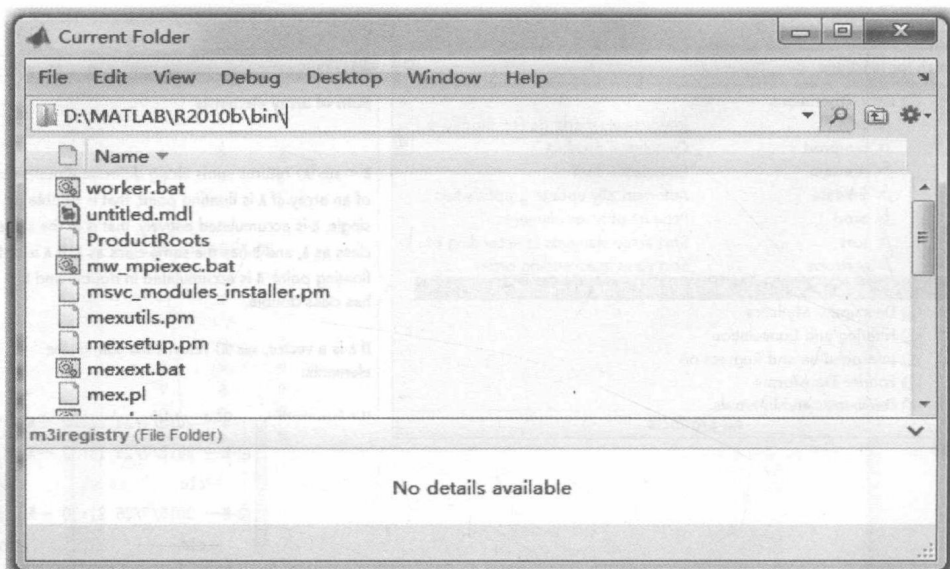 Current Folder
File Edit View Debug Desktop Window Help
D:\MATLAB\R2010b\bin\
Name
worker.bat
untitled.mdl
ProductRoots
mw_mpiexec.bat
msvc_modules_installer.pm
mexutils.pm
mexsetup.pm
mexext.bat
mex.pl
m3iregistry (File Folder)
No details available